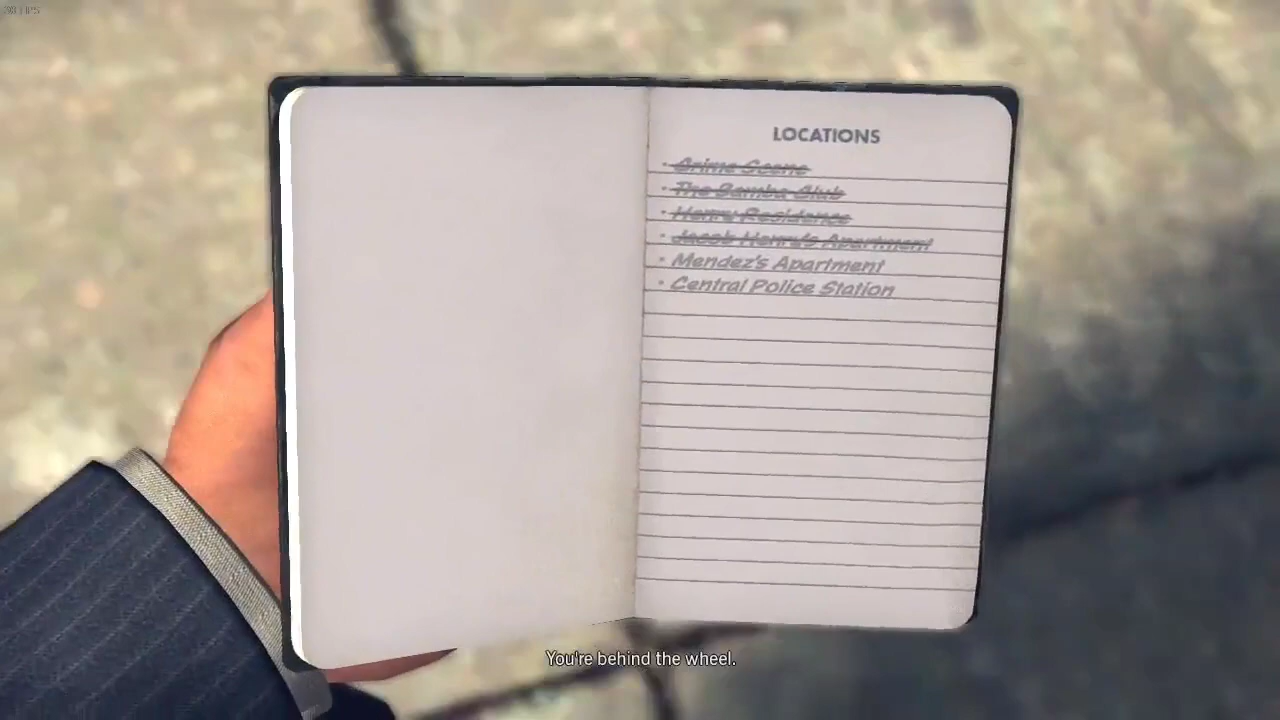 LOCATIONS
• Crime Scene
• The Bamba Club
• Henry Residence
• Jacob Henry's Apartment
• Mendez's Apartment
• Central Police Station
You're behind the wheel.